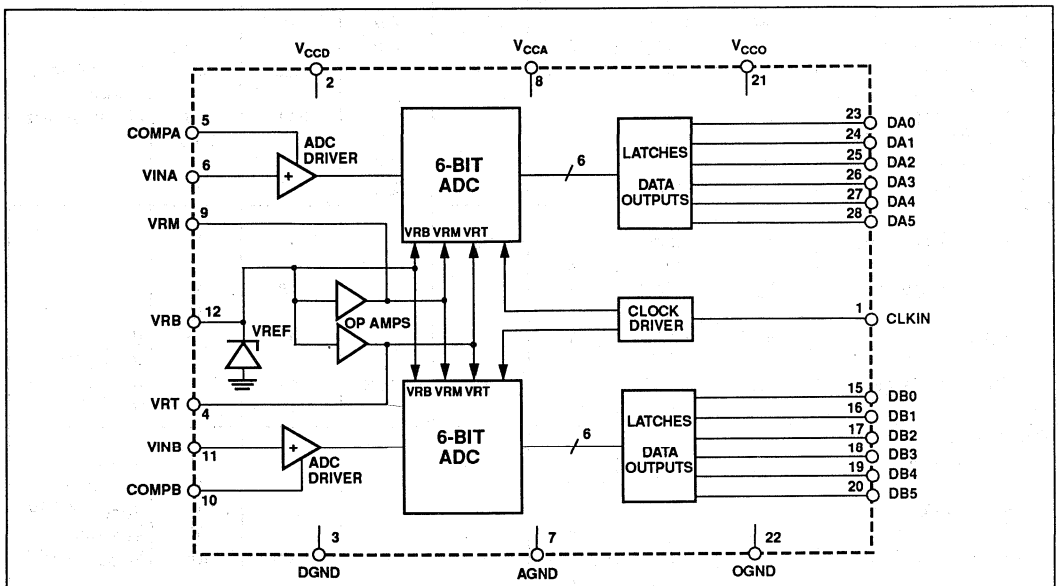 VCCD
2
VCCA
8
VCCO
21
COMPA
5
VINA
6
ADC
DRIVER
+
6-BIT
ADC
VRB VRM VRT
6
LATCHES
DATA
OUTPUTS
23 DA0
24 DA1
25 DA2
26 DA3
27 DA4
28 DA5
VRM
9
VRB
12
VREF
OP AMPS
CLOCK
DRIVER
1
CLKIN
VRT
4
VINB
11
COMPB
10
+
ADC
DRIVER
VRB VRM VRT
6-BIT
ADC
6
LATCHES
DATA
OUTPUTS
15 DB0
16 DB1
17 DB2
18 DB3
19 DB4
20 DB5
3
DGND
7
AGND
22
OGND